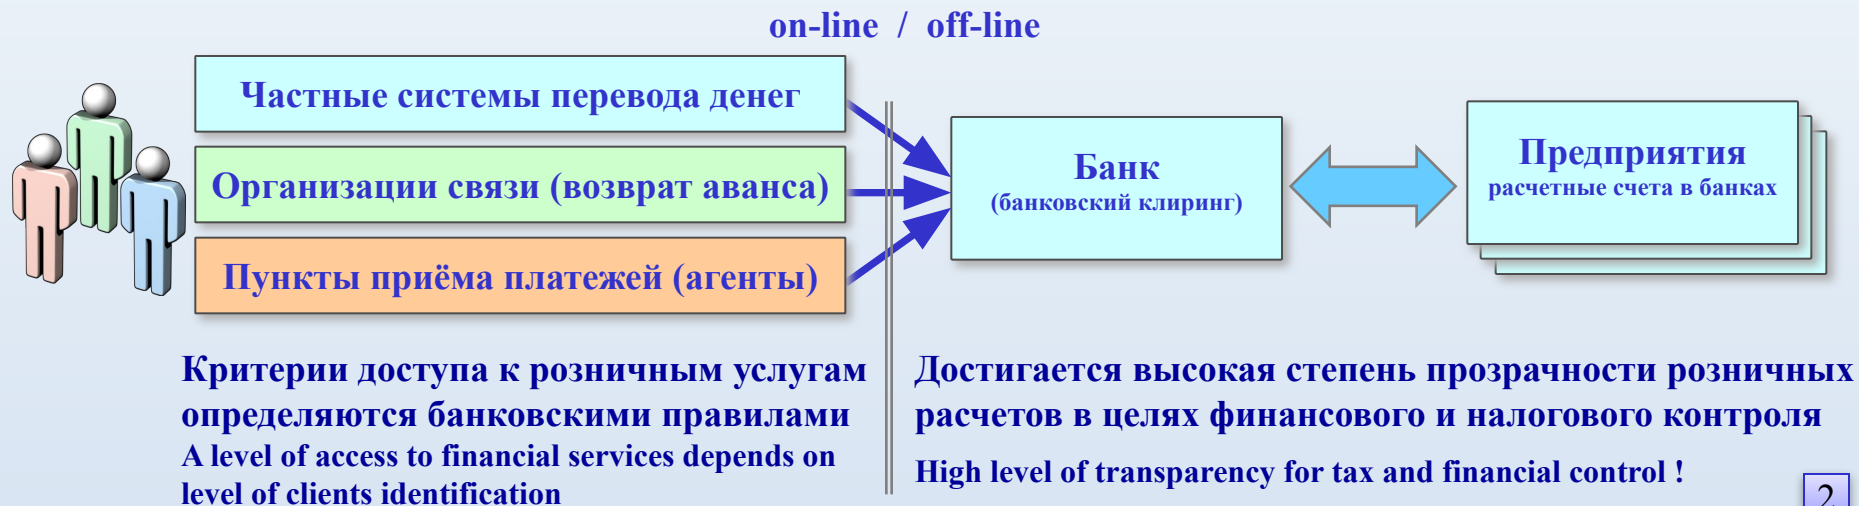 on-line / off-line
Частные системы перевода денег
Организации связи (возврат аванса)
Пункты приёма платежей (агенты)
Банк
(банковский клиринг)
Предприятия
расчетные счета в банках
Критерии доступа к розничным услугам
определяются банковскими правилами
A level of access to financial services depends on
level of clients identification
Достигается высокая степень прозрачности розничных
расчетов в целях финансового и налогового контроля
High level of transparency for tax and financial control !
2